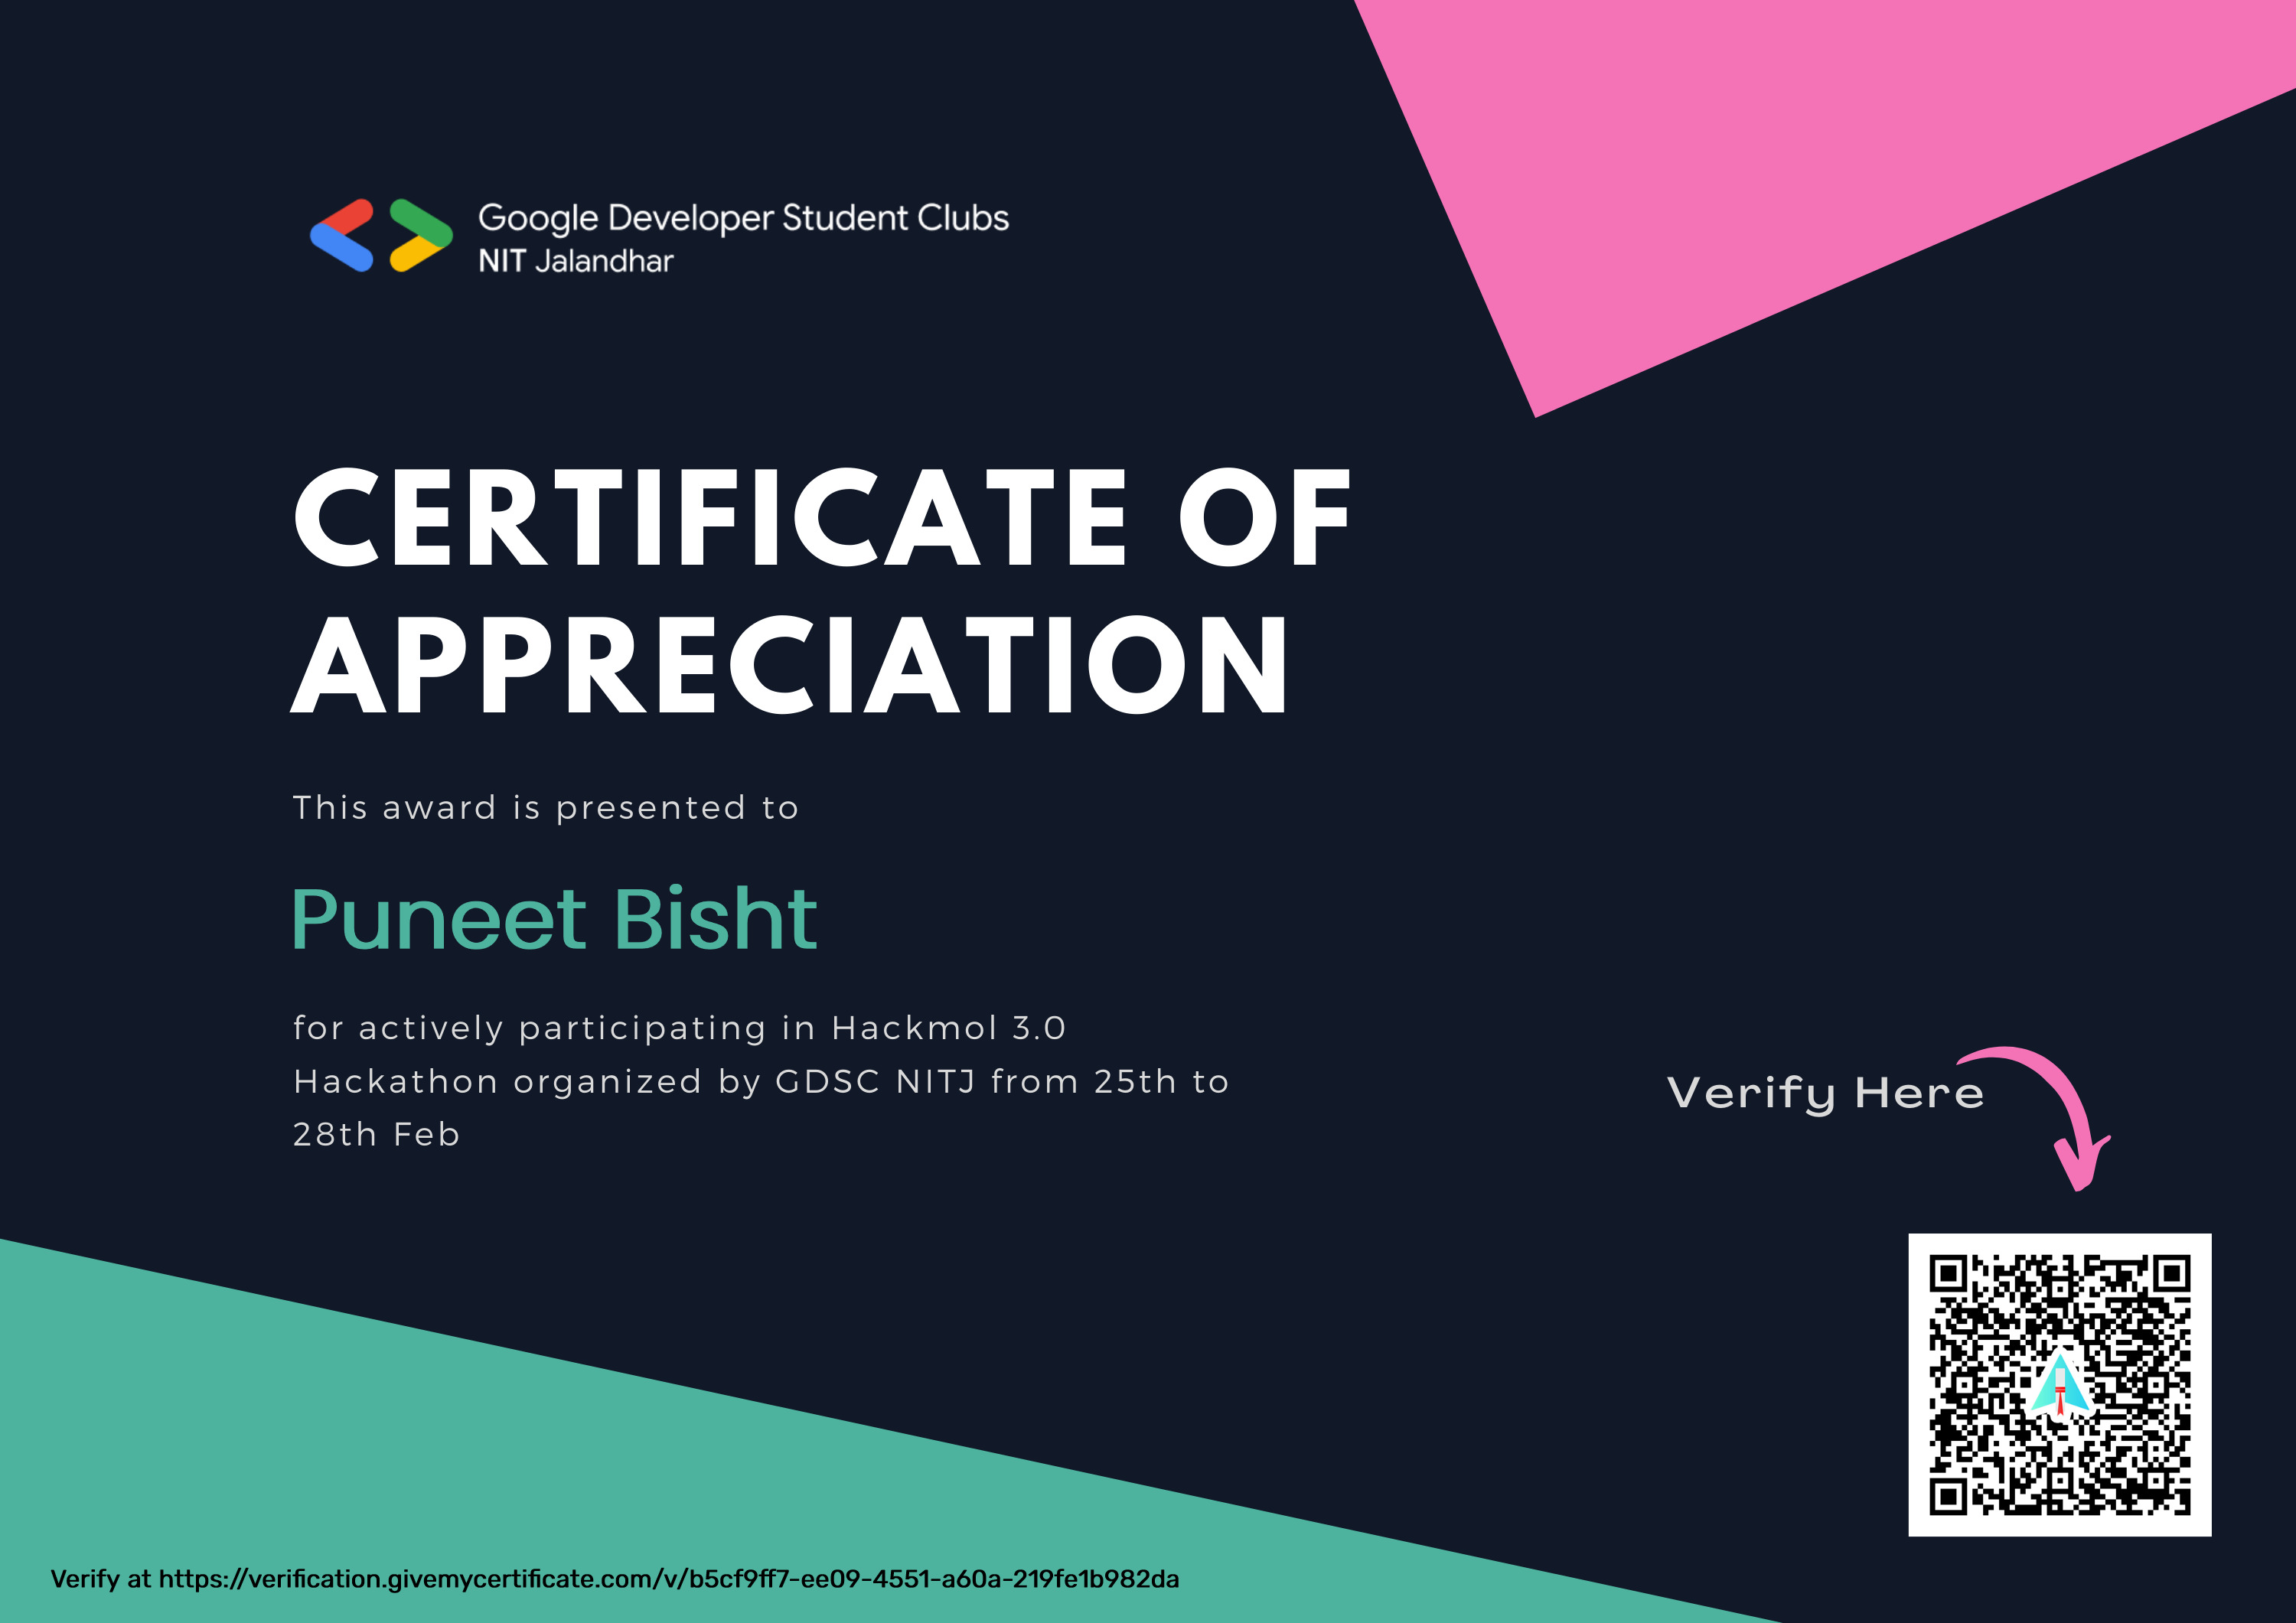 Google Developer Student Clubs
NIT Jalandhar
CERTIFICATE OF
APPRECIATION
This award is presented to
Puneet Bisht
for actively participating in Hackmol 3.0
Hackathon organized by GDSC NITJ from 25th to
28th Feb
Verify Here
Verify at https://verification.givemycertificate.com/v/b5cf9ff7-ee09-4551-a60a-219fe1b982da